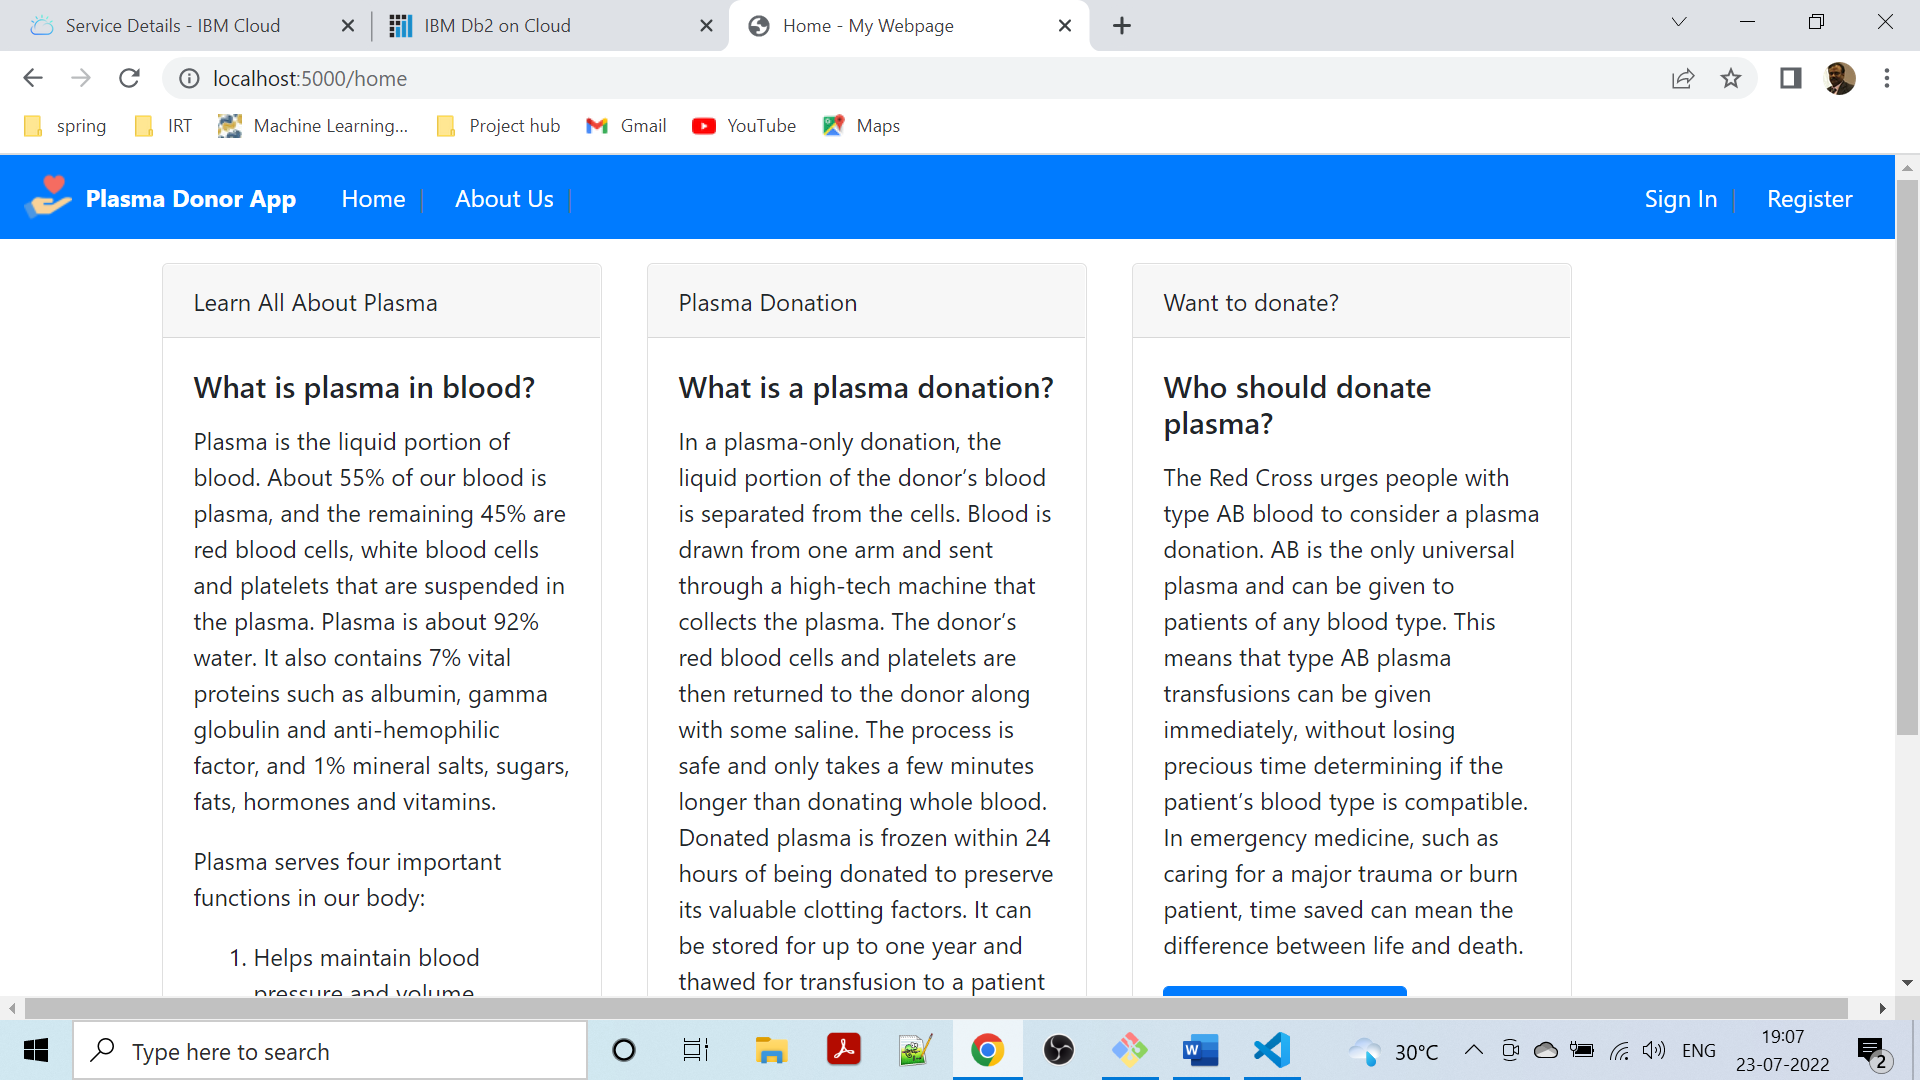 Service Details - IBM Cloud
IBM Db2 on Cloud
Home - My Webpage
localhost:5000/home
spring
IRT
Machine Learning...
Project hub
Gmail
YouTube
Maps
Plasma Donor App
Home
About Us
Sign In
Register
Learn All About Plasma
What is plasma in blood?
Plasma is the liquid portion of
blood. About 55% of our blood is
plasma, and the remaining 45% are
red blood cells, white blood cells
and platelets that are suspended in
the plasma. Plasma is about 92%
water. It also contains 7% vital
proteins such as albumin, gamma
globulin and anti-hemophilic
factor, and 1% mineral salts, sugars,
fats, hormones and vitamins.
Plasma serves four important
functions in our body:
1. Helps maintain blood
pressure and volume
Plasma Donation
What is a plasma donation?
In a plasma-only donation, the
liquid portion of the donor’s blood
is separated from the cells. Blood is
drawn from one arm and sent
through a high-tech machine that
collects the plasma. The donor’s
red blood cells and platelets are
then returned to the donor along
with some saline. The process is
safe and only takes a few minutes
longer than donating whole blood.
Donated plasma is frozen within 24
hours of being donated to preserve
its valuable clotting factors. It can
be stored for up to one year and
thawed for transfusion to a patient
Want to donate?
Who should donate
plasma?
The Red Cross urges people with
type AB blood to consider a plasma
donation. AB is the only universal
plasma and can be given to
patients of any blood type. This
means that type AB plasma
transfusions can be given
immediately, without losing
precious time determining if the
patient’s blood type is compatible.
In emergency medicine, such as
caring for a major trauma or burn
patient, time saved can mean the
difference between life and death.
Type here to search
W
30°C
ENG
19:07
23-07-2022
2